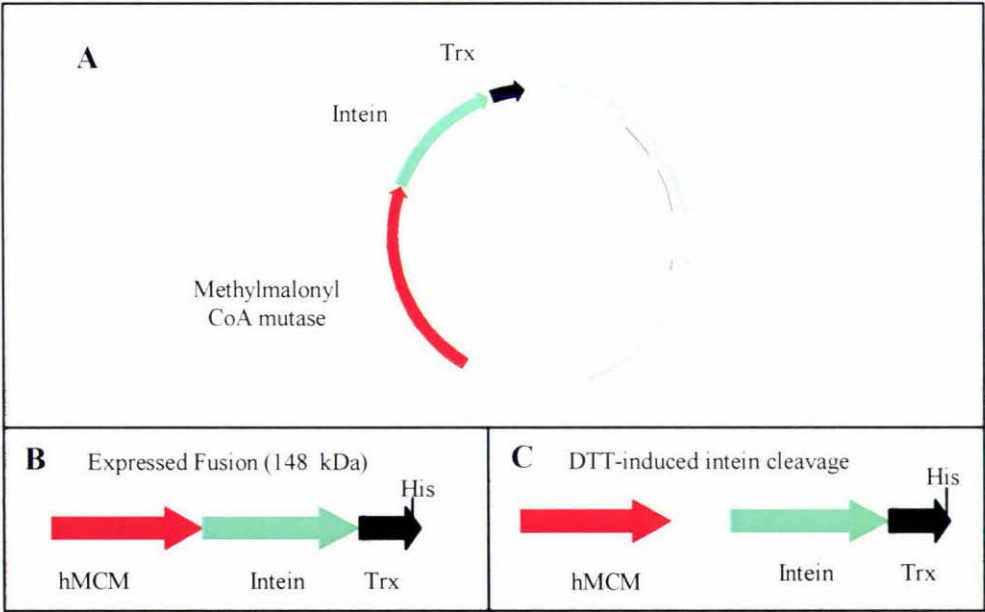 A
Trx
Intein
Methylmalonyl
CoA mutase
B Expressed Fusion (148 kDa)
His
hMCM Intein Trx
C DTT-induced intein cleavage
His
hMCM Intein Trx